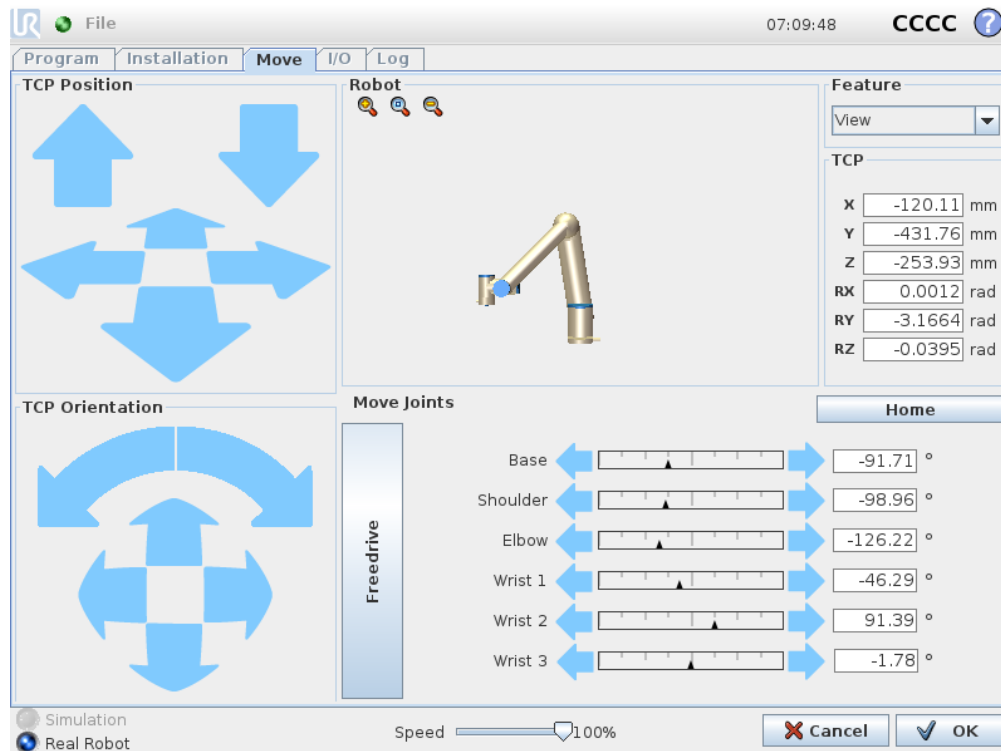 UR File 07:09:48 CCCC ?
Program Installation Move I/O Log
TCP Position
Robot
Feature
View
TCP
X -120.11 mm
Y -431.76 mm
Z -253.93 mm
RX 0.0012 rad
RY -3.1664 rad
RZ -0.0395 rad
TCP Orientation
Move Joints
Home
Freedrive
Base -91.71 °
Shoulder -98.96 °
Elbow -126.22 °
Wrist 1 -46.29 °
Wrist 2 91.39 °
Wrist 3 -1.78 °
Simulation
Real Robot
Speed 100%
Cancel OK